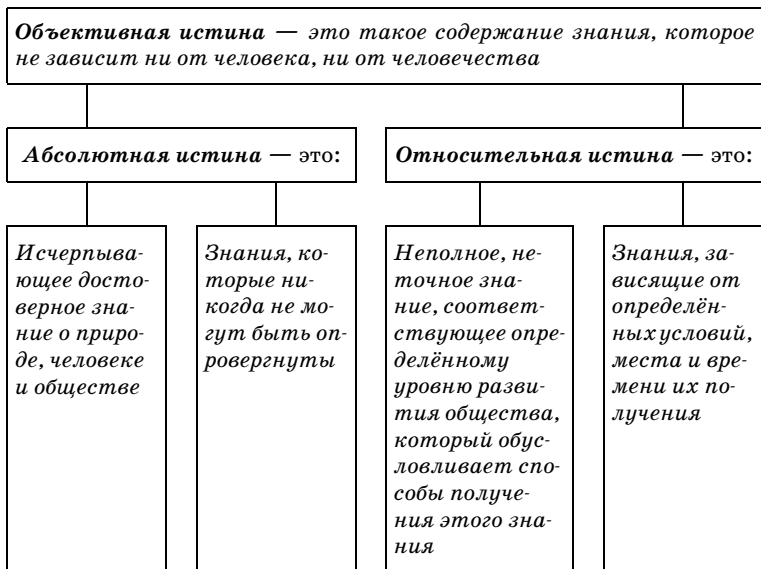 Объективная истина — это такое содержание знания, которое
не зависит ни от человека, ни от человечества
Абсолютная истина — это:
Относительная истина — это:
Исчерпыва-
ющее досто-
верное зна-
ние о приро-
де, человеке
и обществе
Знания, ко-
торые ни-
когда не мо-
гут быть оп-
ровергнуты
Неполное, не-
точное зна-
ние, соответ-
ствующее опре-
делённому
уровню разви-
тия общества,
который обус-
ловливает спо-
собы получе-
ния этого зна-
ния
Знания, за-
висящие от
определён-
ных условий,
места и вре-
мени их по-
лучения